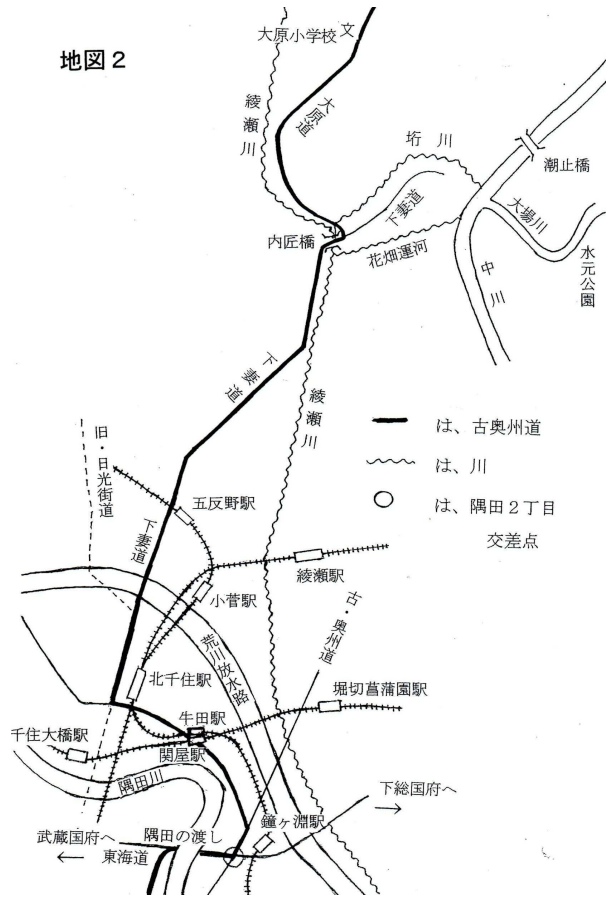 地図２
大原小学校
文
綾瀬川
大原道
垳川
潮止橋
下妻道
大場川
内匠橋
花畑運河
水元公園
中川
下妻道
綾瀬川
は、古奥州道
は、川
は、隅田２丁目
交差点
旧・日光街道
五反野駅
下妻道
綾瀬駅
小菅駅
古・奥州道
荒川放水路
北千住駅
堀切菖蒲園駅
牛田駅
千住大橋駅
関屋駅
隅田川
下総国府へ
鐘ヶ淵駅
武蔵国府へ
隅田の渡し
東海道